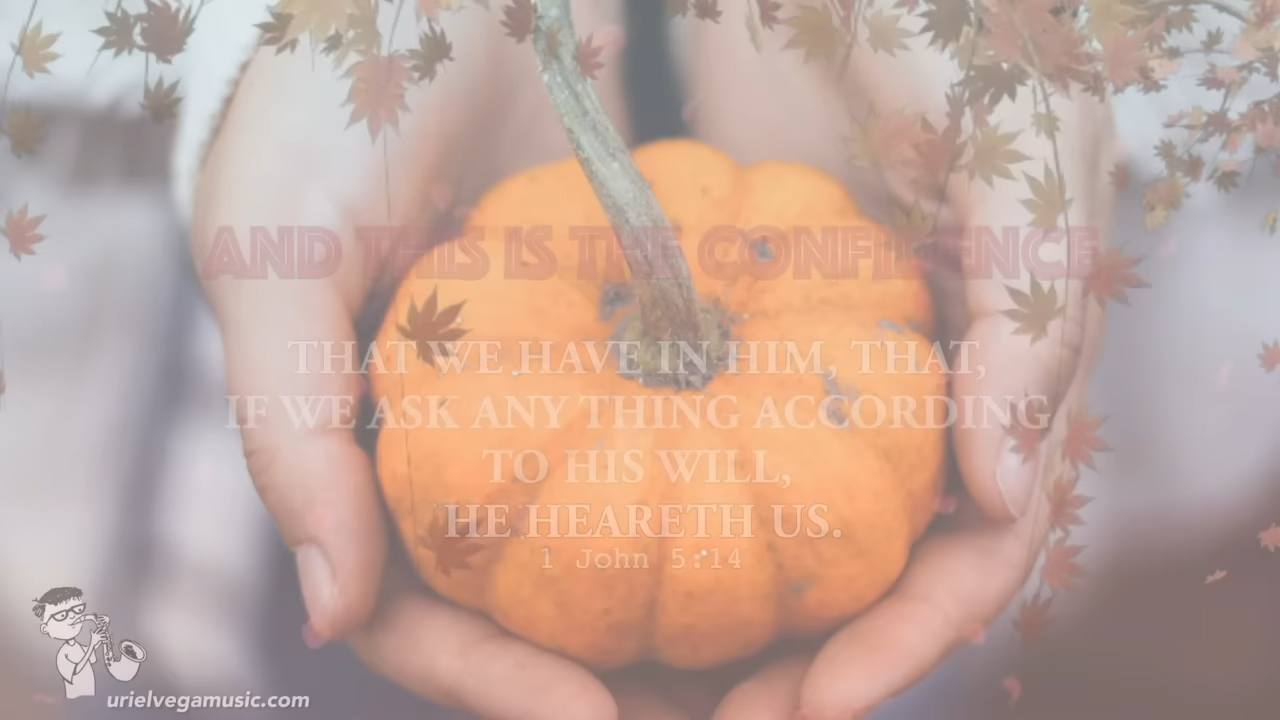 AND THIS IS THE CONFIDENCE
THAT WE HAVE IN HIM, THAT,
IF WE ASK ANY THING ACCORDING
TO HIS WILL,
HE HEARETH US.
1 John 5:14
urielvegamusic.com